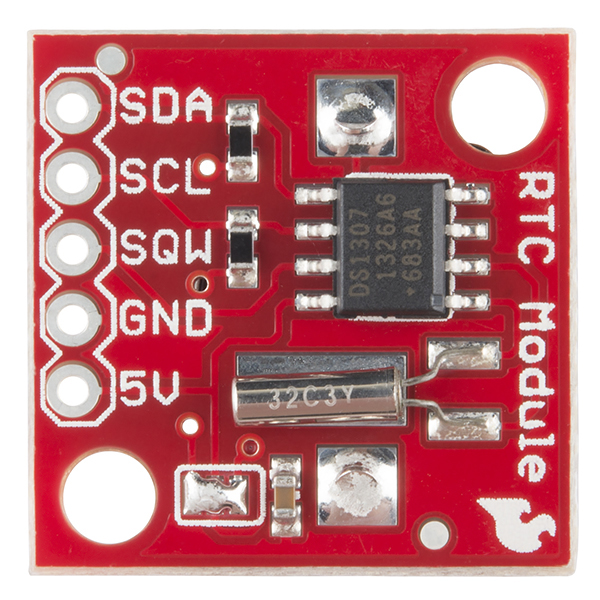 SDA
SCL
SQW
GND
5V
DS1307
1326A6
+683AA
32C3Y
RTC Module